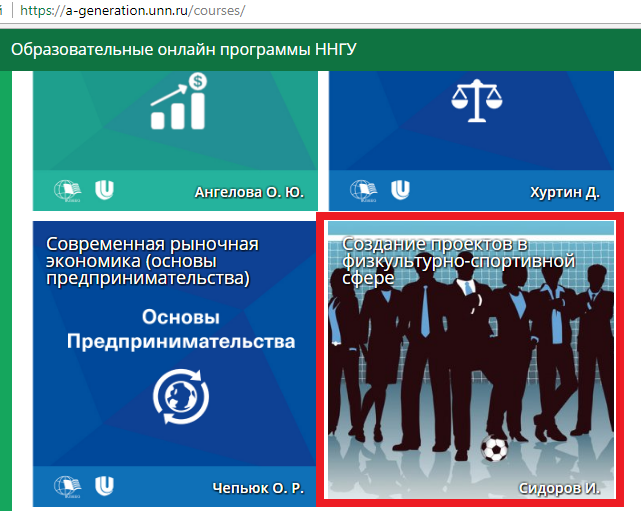 https://a-generation.unn.ru/courses/
Образовательные онлайн программы ННГУ
$
Ангелова О. Ю.
Хуртин Д.
Современная рыночная
экономика (основы
предпринимательства)
Основы
Предпринимательства
Чепьюк О. Р.
Создание проектов в
физкультурно-спортивной
сфере
Сидоров И.